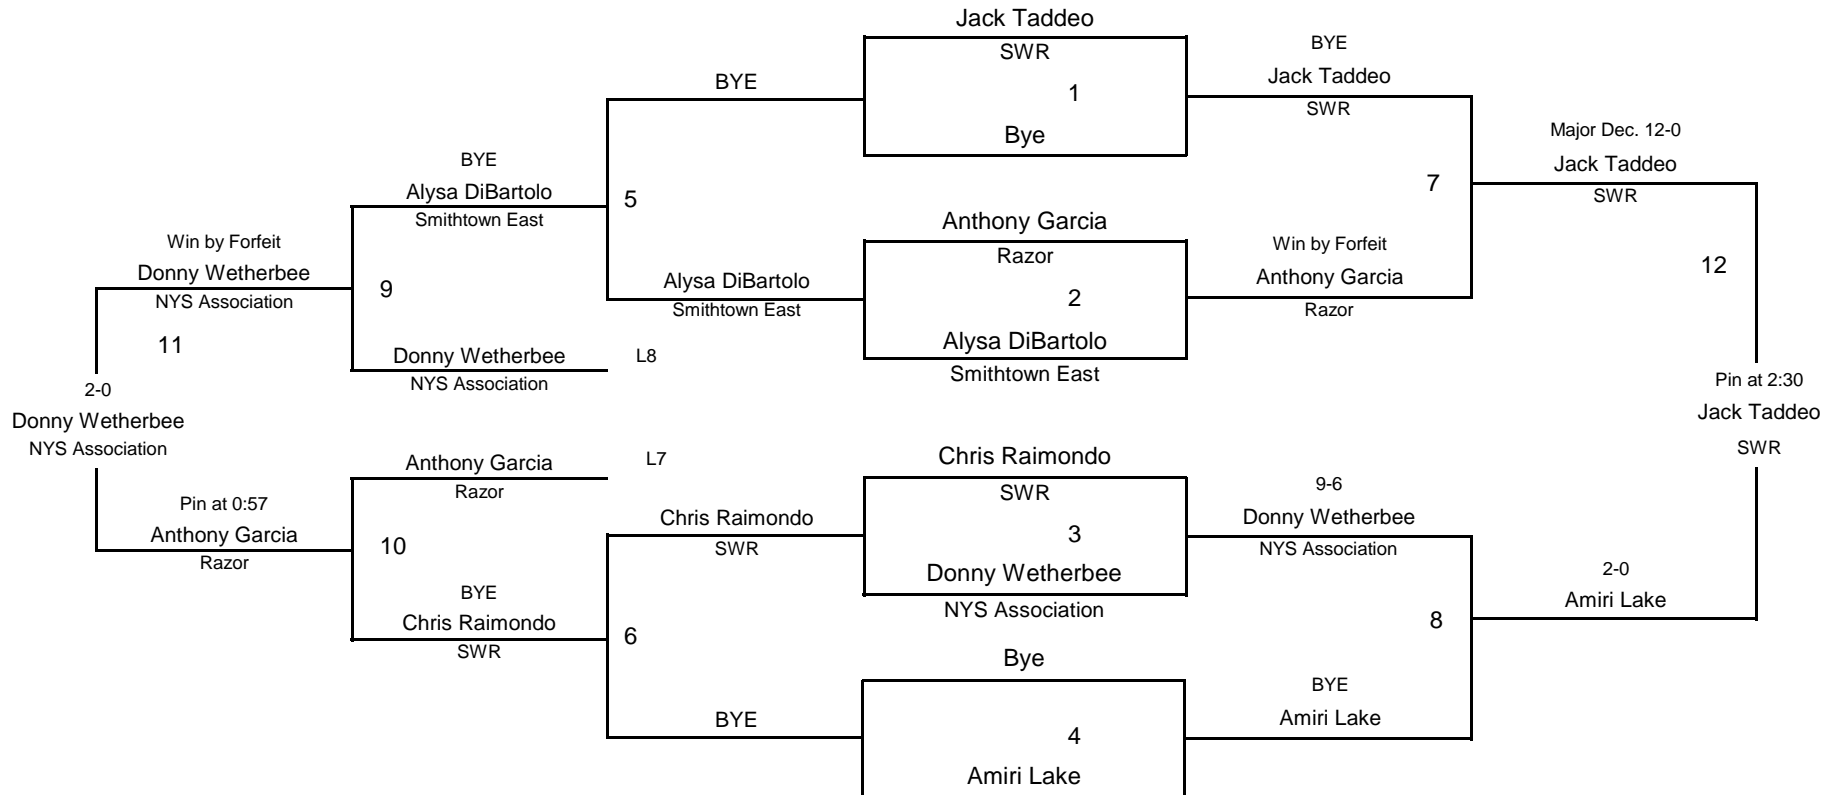 Jack Taddeo
SWR
1
Bye
BYE
Jack Taddeo
SWR
BYE
Major Dec. 12-0
Jack Taddeo
SWR
7
12
BYE
Alysa DiBartolo
Smithtown East
5
Anthony Garcia
Razor
2
Alysa DiBartolo
Smithtown East
Win by Forfeit
Anthony Garcia
Razor
Win by Forfeit
Donny Wetherbee
NYS Association
9
Alysa DiBartolo
Smithtown East
11
Donny Wetherbee
NYS Association
L8
2-0
Donny Wetherbee
NYS Association
Pin at 2:30
Jack Taddeo
SWR
Anthony Garcia
Razor
L7
Chris Raimondo
SWR
3
Donny Wetherbee
NYS Association
9-6
Donny Wetherbee
NYS Association
Pin at 0:57
Anthony Garcia
Razor
10
Chris Raimondo
SWR
BYE
Chris Raimondo
SWR
6
2-0
Amiri Lake
8
Bye
4
Amiri Lake
BYE
BYE
Amiri Lake